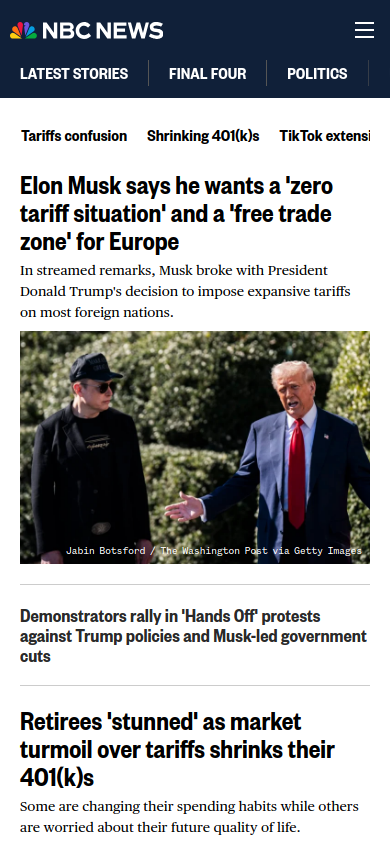 NBC NEWS
LATEST STORIES
FINAL FOUR
POLITICS
Tariffs confusion
Shrinking 401(k)s
TikTok extensi
Elon Musk says he wants a 'zero
tariff situation' and a 'free trade
zone' for Europe
In streamed remarks, Musk broke with President
Donald Trump's decision to impose expansive tariffs
on most foreign nations.
Jabin Botsford / The Washington Post via Getty Images
Demonstrators rally in 'Hands Off' protests
against Trump policies and Musk-led government
cuts
Retirees 'stunned' as market
turmoil over tariffs shrinks their
401(k)s
Some are changing their spending habits while others
are worried about their future quality of life.